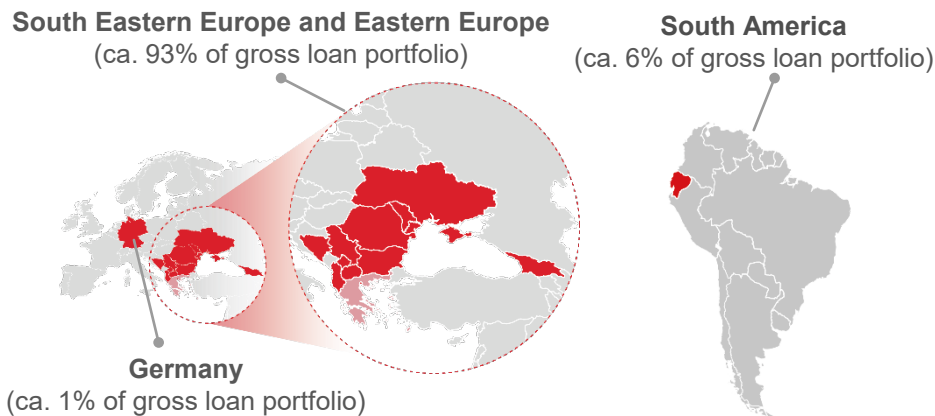 South Eastern Europe and Eastern Europe
(ca. 93% of gross loan portfolio)
South America
(ca. 6% of gross loan portfolio)
Germany
(ca. 1% of gross loan portfolio)